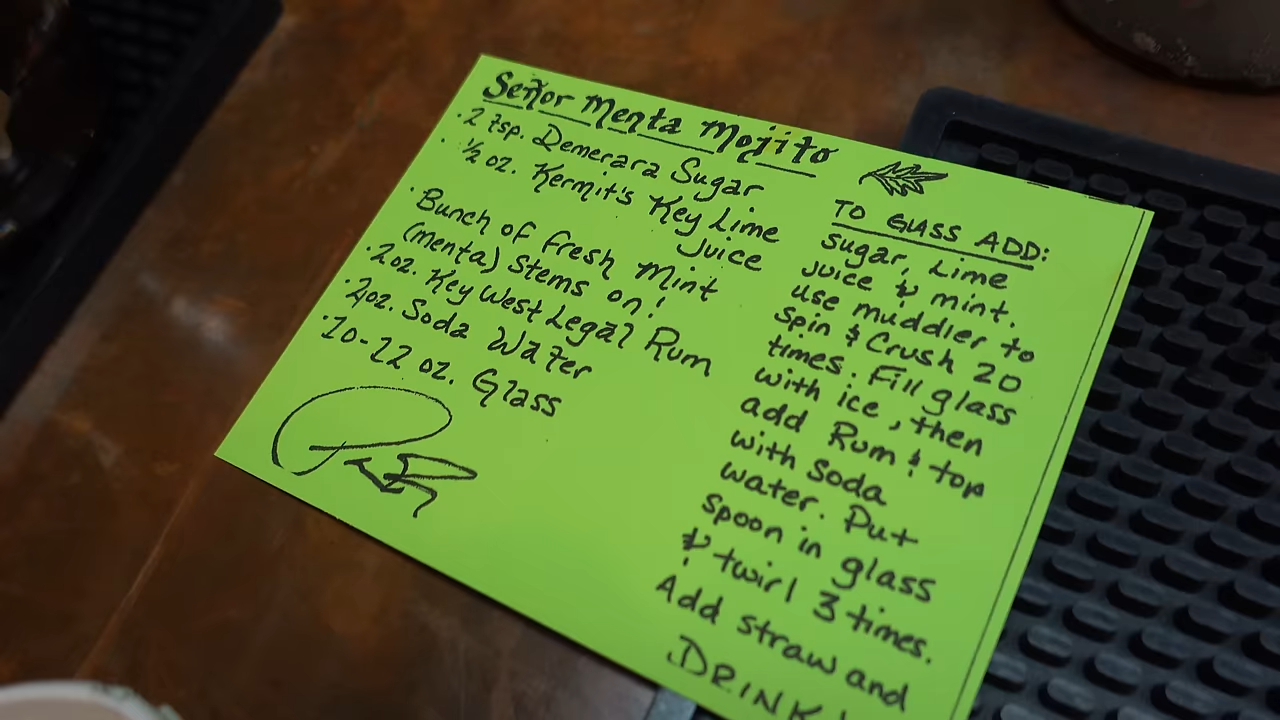 Señor Menta Mojito
· 2 tsp. Demerara Sugar
· ½ oz. Kermit's Key Lime
Juice
· Bunch of fresh Mint
(menta) Stems on!
· 2oz. Key West Legal Rum
· 2oz. Soda Water
· 10-12 oz. Glass
TO GLASS ADD:
Sugar, Lime
Juice & mint.
Use muddler to
Spin & Crush 20
times. Fill glass
with ice, then
add Rum & top
with Soda
water. Put
Spoon in glass
& twirl 3 times.
Add straw and
DRINK!